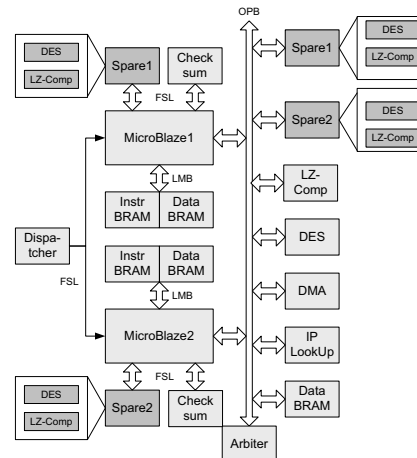 OPB
DES
LZ-Comp
Spare1
Check
sum
FSL
MicroBlaze1
LMB
Instr
BRAM
Data
BRAM
Dispa-
tcher
FSL
Instr
BRAM
Data
BRAM
LMB
MicroBlaze2
FSL
DES
LZ-Comp
Spare2
Check
sum
Spare1
DES
LZ-Comp
Spare2
DES
LZ-Comp
LZ-
Comp
DES
DMA
IP
LookUp
Data
BRAM
Arbiter